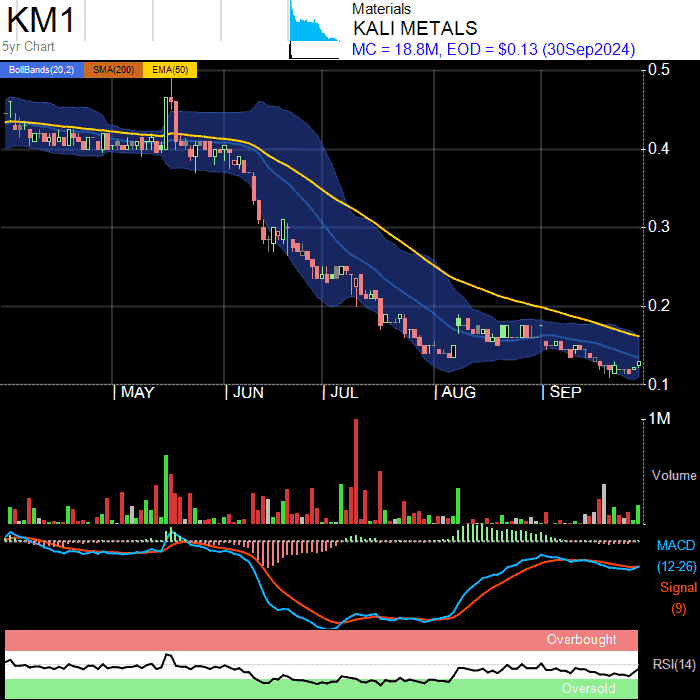 KM1
5yr Chart
Materials
KALI METALS
MC = 18.8M, EOD = $0.13 (30Sep2024)
BollBands(20,2) SMA(200) EMA(50)
0.5
0.4
0.3
0.2
0.1
MAY JUN JUL AUG SEP
1M
Volume
MACD
(12-26)
Signal
(9)
Overbought
RSI(14)
Oversold